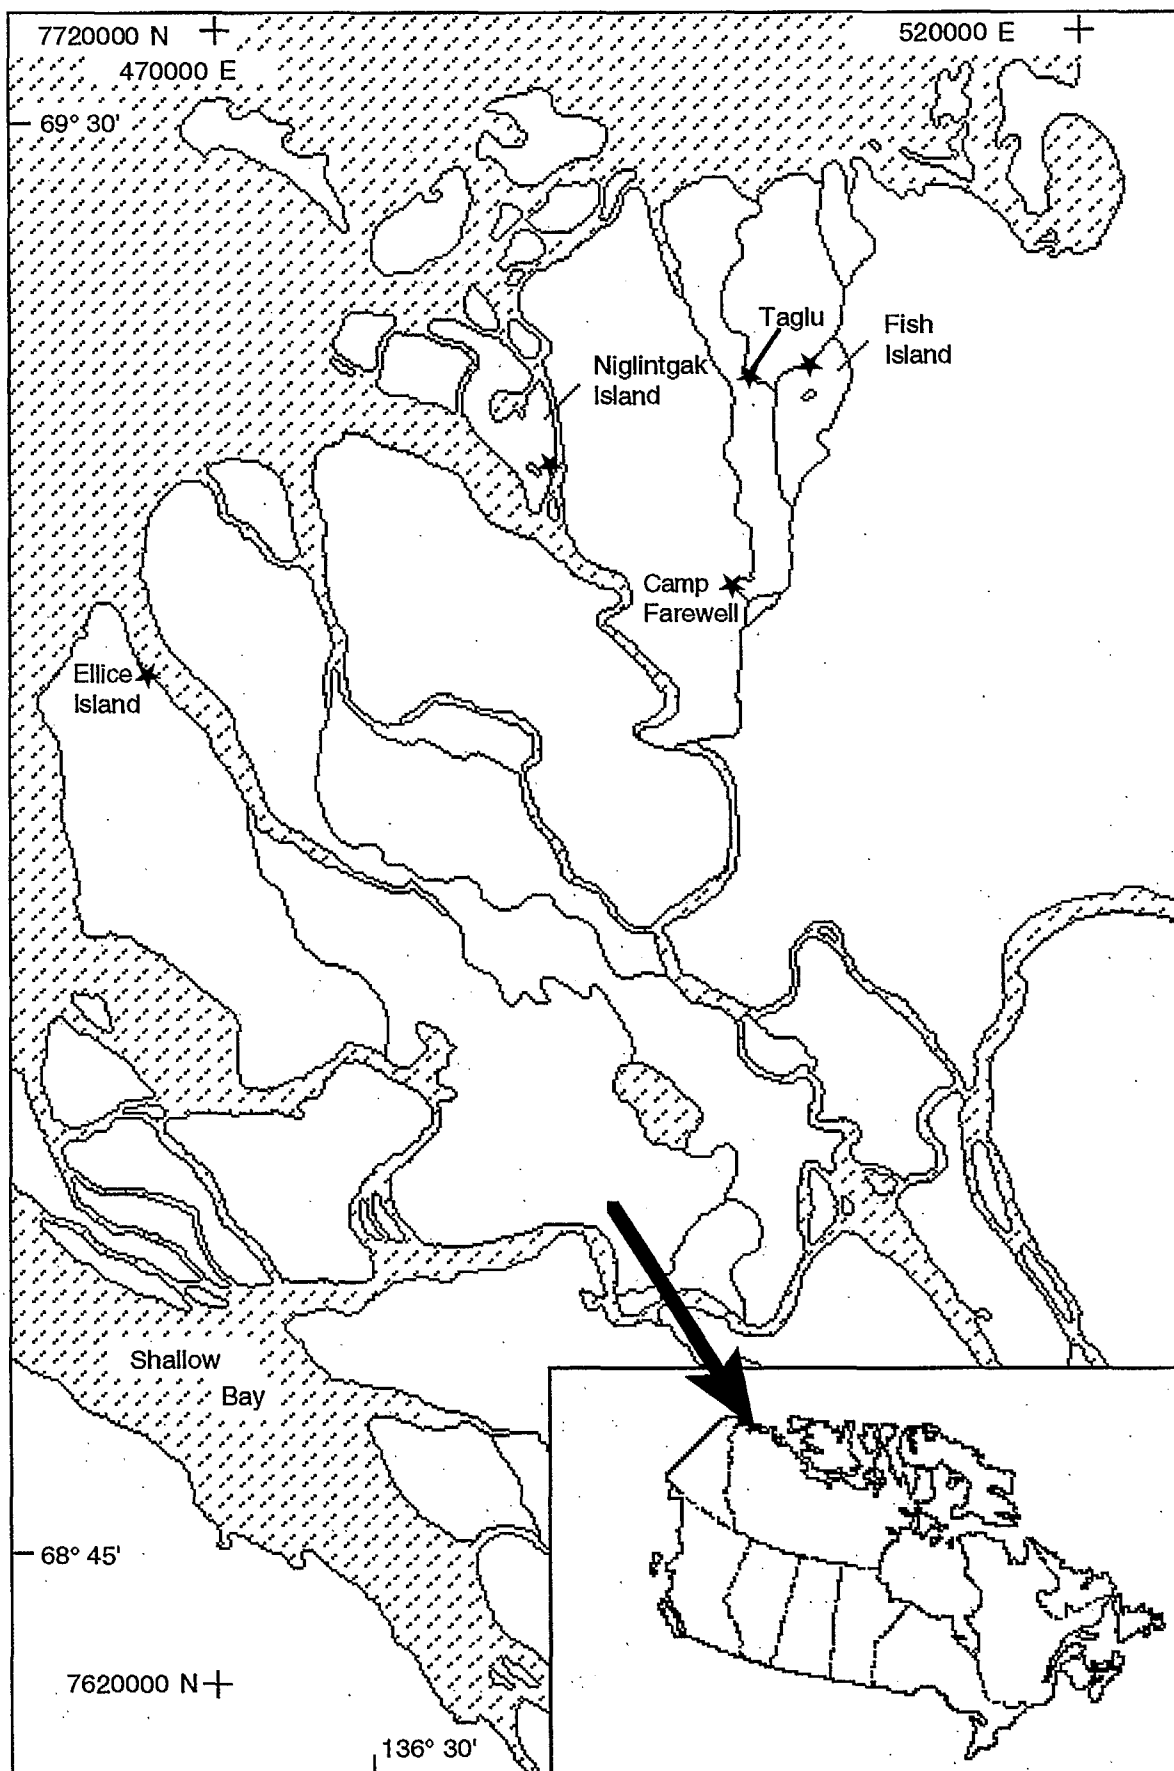 7720000 N
470000 E
520000 E
69° 30'
Taglu
Fish
Island
Niglintgak
Island
Camp
Farewell
Ellice
Island
Shallow
Bay
68° 45'
7620000 N
136° 30'